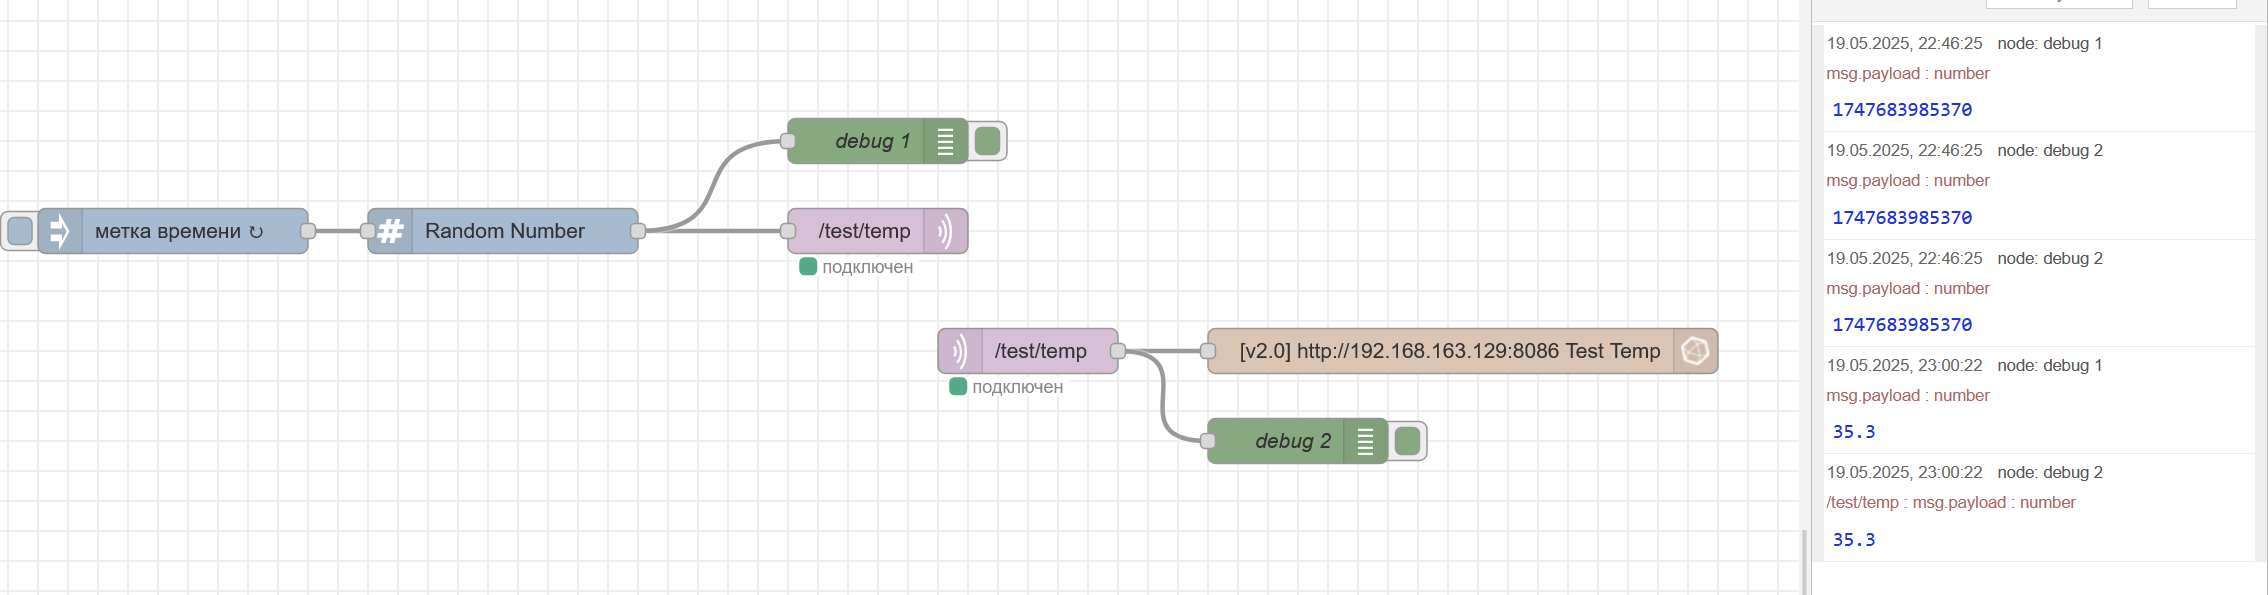 debug 1
метка времени ↻
Random Number
/test/temp
подключен
/test/temp
[v2.0] http://192.168.163.129:8086 Test Temp
подключен
debug 2
19.05.2025, 22:46:25 node: debug 1
msg.payload : number
1747683985370
19.05.2025, 22:46:25 node: debug 2
msg.payload : number
1747683985370
19.05.2025, 22:46:25 node: debug 2
msg.payload : number
1747683985370
19.05.2025, 23:00:22 node: debug 1
msg.payload : number
35.3
19.05.2025, 23:00:22 node: debug 2
/test/temp : msg.payload : number
35.3